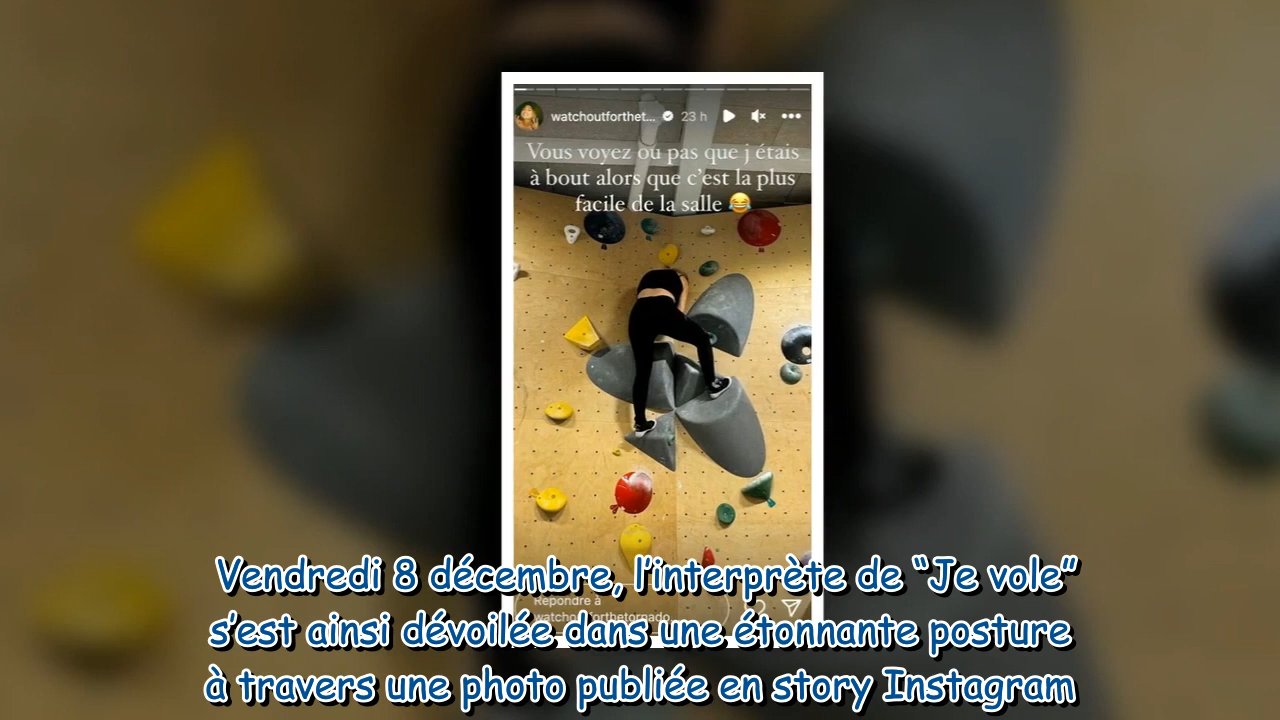 watchoutforthet... 23 h
Vous voyez ou pas que j étais
à bout alors que c’est la plus
facile de la salle 😂
Vendredi 8 décembre, l’interprète de “Je vole”
Répondre à
watchoutforthetornado...
s’est ainsi dévoilée dans une étonnante posture
à travers une photo publiée en story Instagram